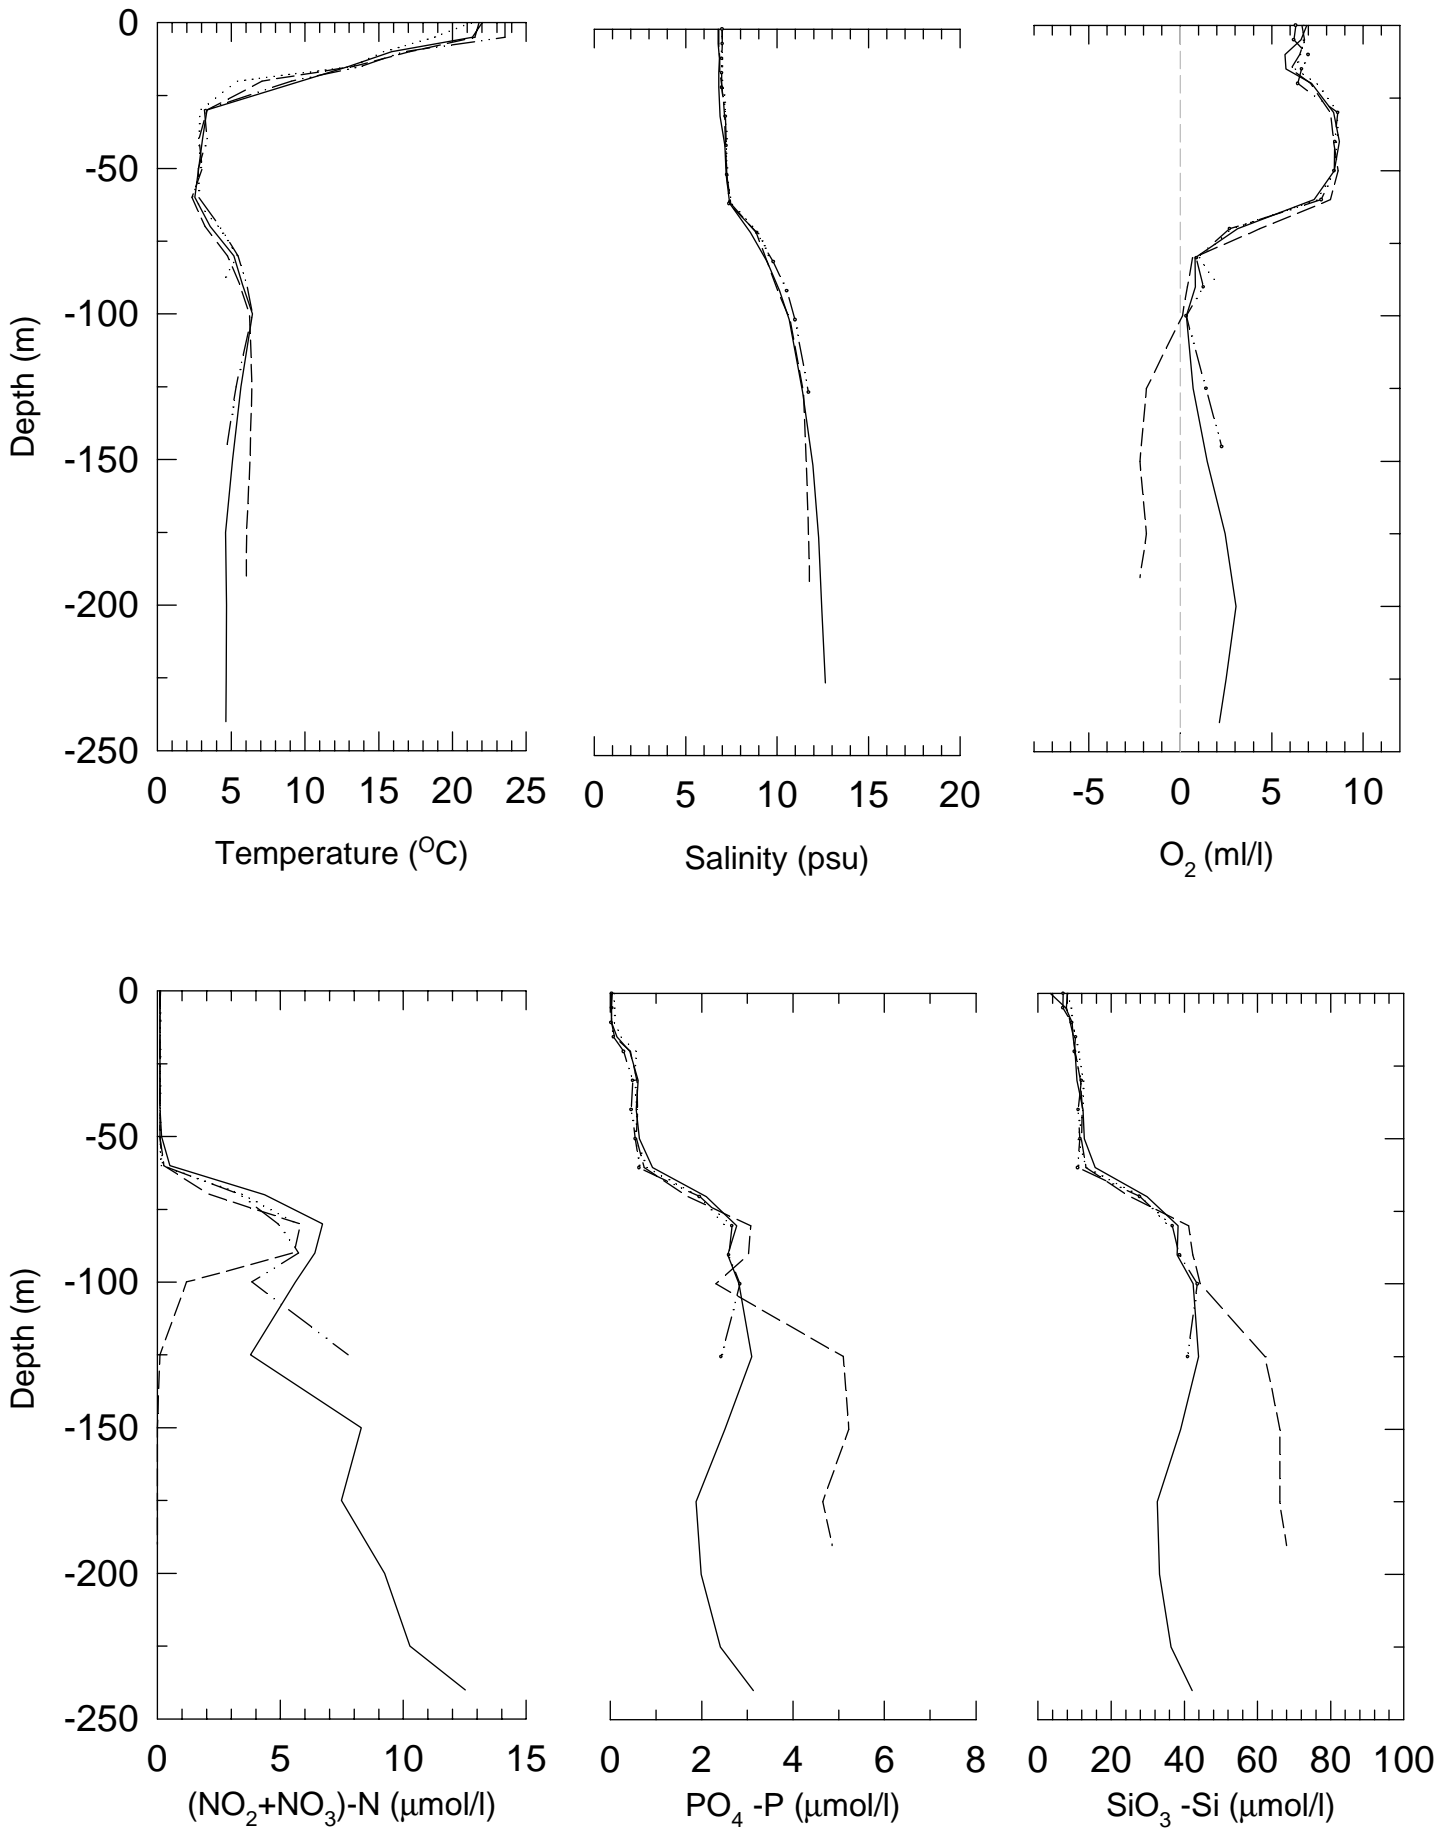 0
-50
-100
-150
-200
-250
Depth (m)
0 5 10 15 20 25
Temperature (OC)
0 5 10 15 20
Salinity (psu)
-5 0 5 10
O2 (ml/l)
0
-50
-100
-150
-200
-250
Depth (m)
0 5 10 15
(NO2+NO3)-N (μmol/l)
0 2 4 6 8
PO4 -P (μmol/l)
0 20 40 60 80 100
SiO3 -Si (μmol/l)